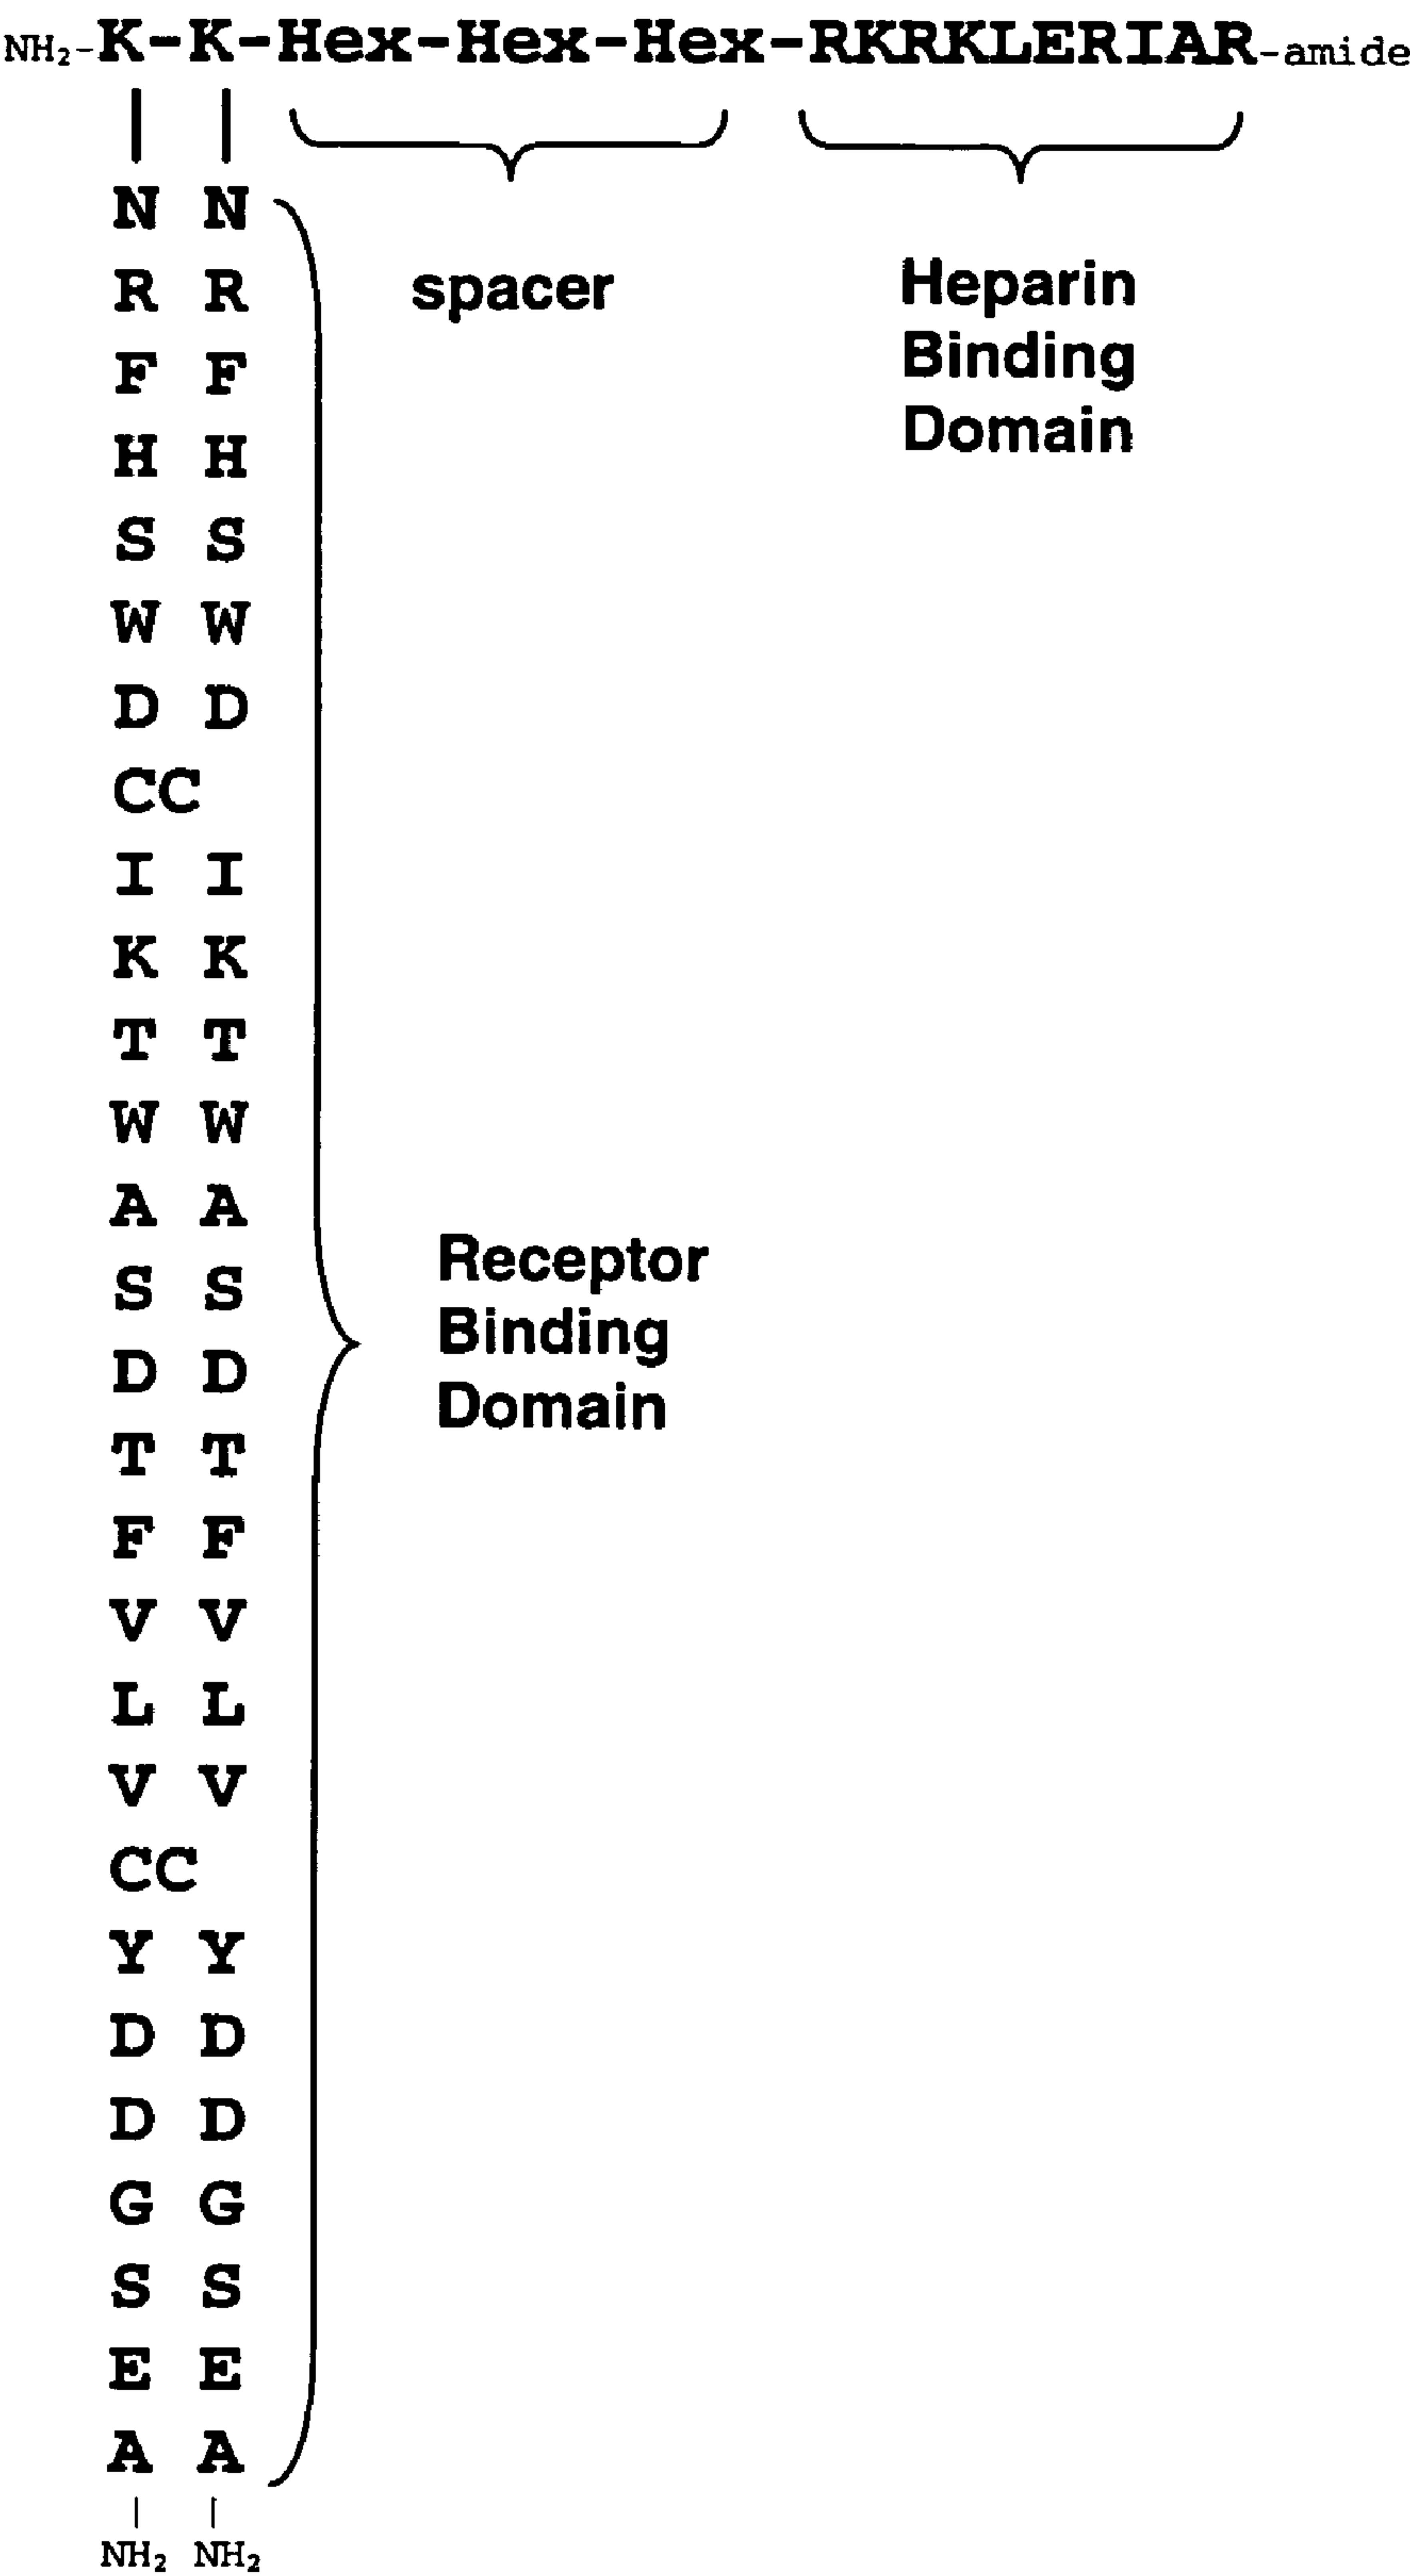 NH₂-K-K-Hex-Hex-Hex-RKRKLERIAR-amide
N N
R R
spacer
Heparin
Binding
Domain
F F
H H
S S
W W
D D
CC
I I
K K
T T
W W
A A
S S
D D
Receptor
Binding
Domain
T T
F F
V V
L L
V V
CC
Y Y
D D
D D
G G
S S
E E
A A
NH₂ NH₂